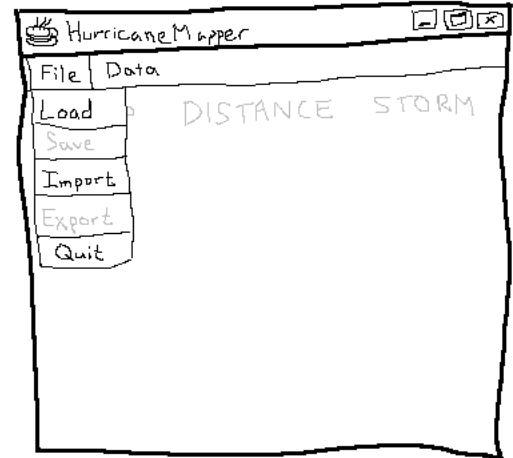 HurricaneMapper
File Data
Load
DISTANCE STORM
Save
Import
Export
Quit